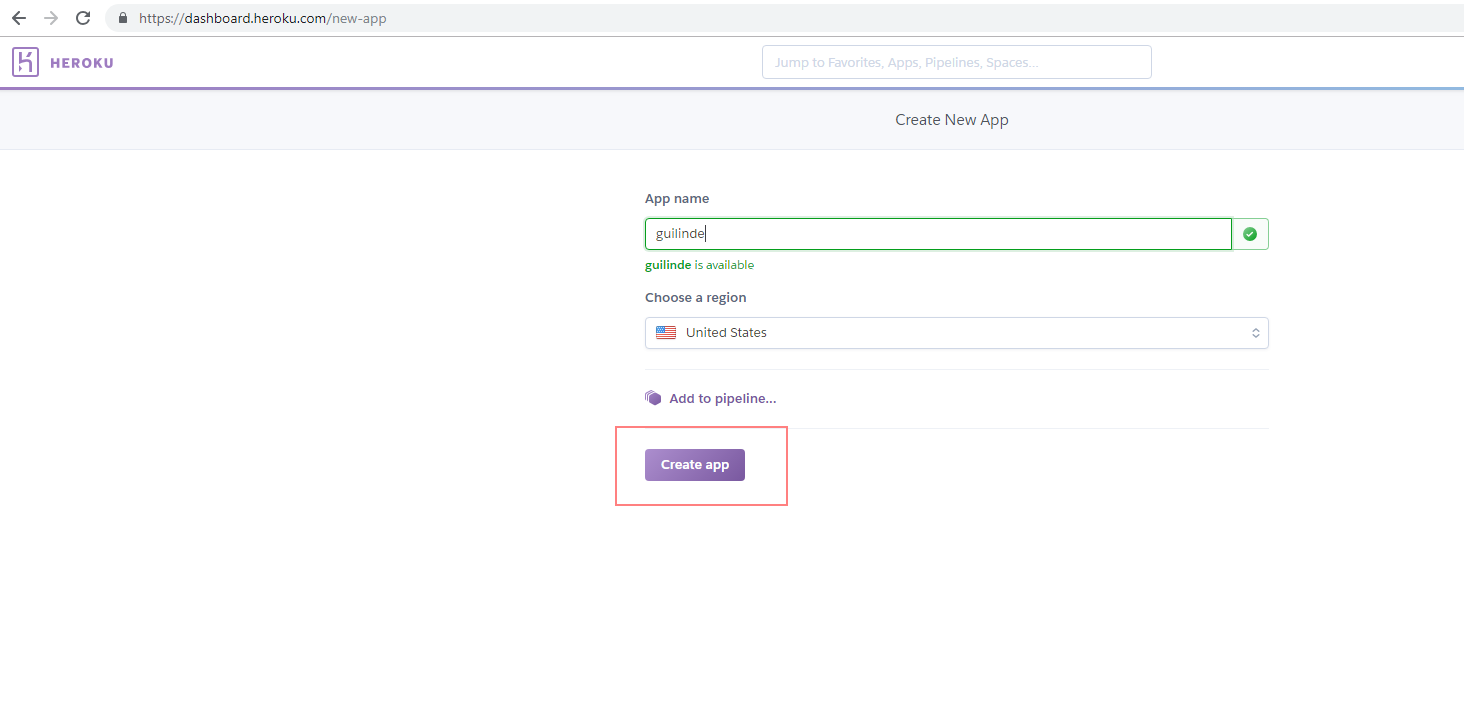 https://dashboard.heroku.com/new-app
HEROKU
Jump to Favorites, Apps, Pipelines, Spaces...
Create New App
App name
guilinde
guilinde is available
Choose a region
United States
Add to pipeline...
Create app